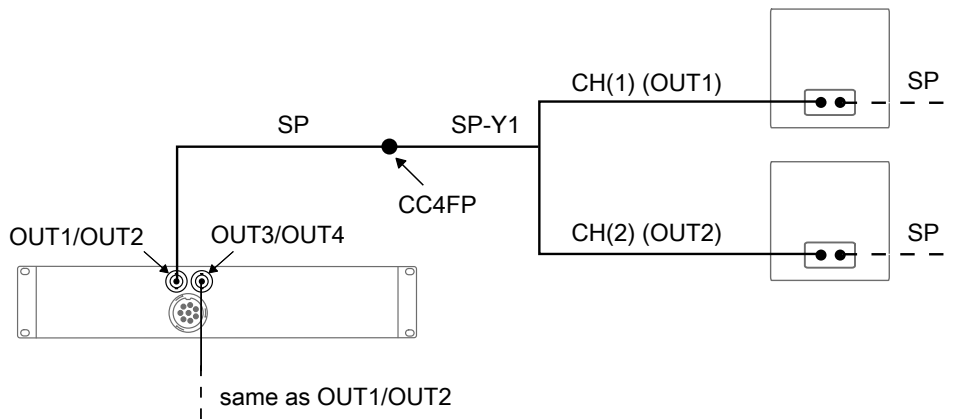 CH(1) (OUT1)
SP
SP
SP-Y1
CC4FP
OUT1/OUT2
OUT3/OUT4
CH(2) (OUT2)
SP
same as OUT1/OUT2